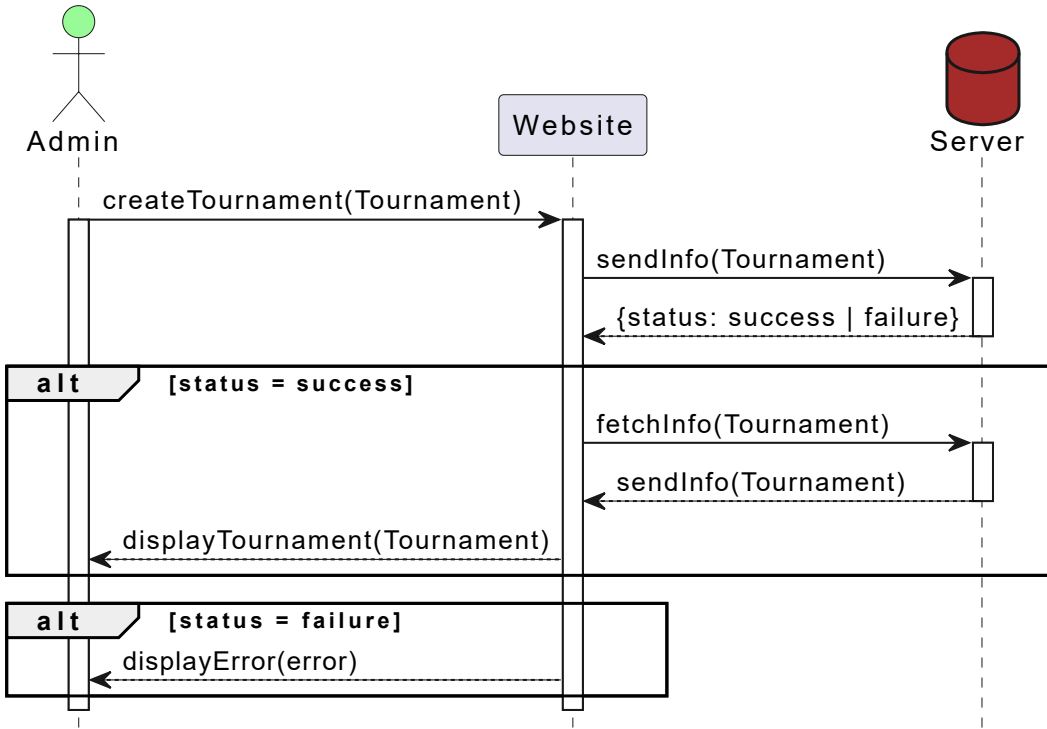 Admin
Website
Server
createTournament(Tournament)
sendInfo(Tournament)
{status: success | failure}
alt [status = success]
fetchInfo(Tournament)
sendInfo(Tournament)
displayTournament(Tournament)
alt [status = failure]
displayError(error)